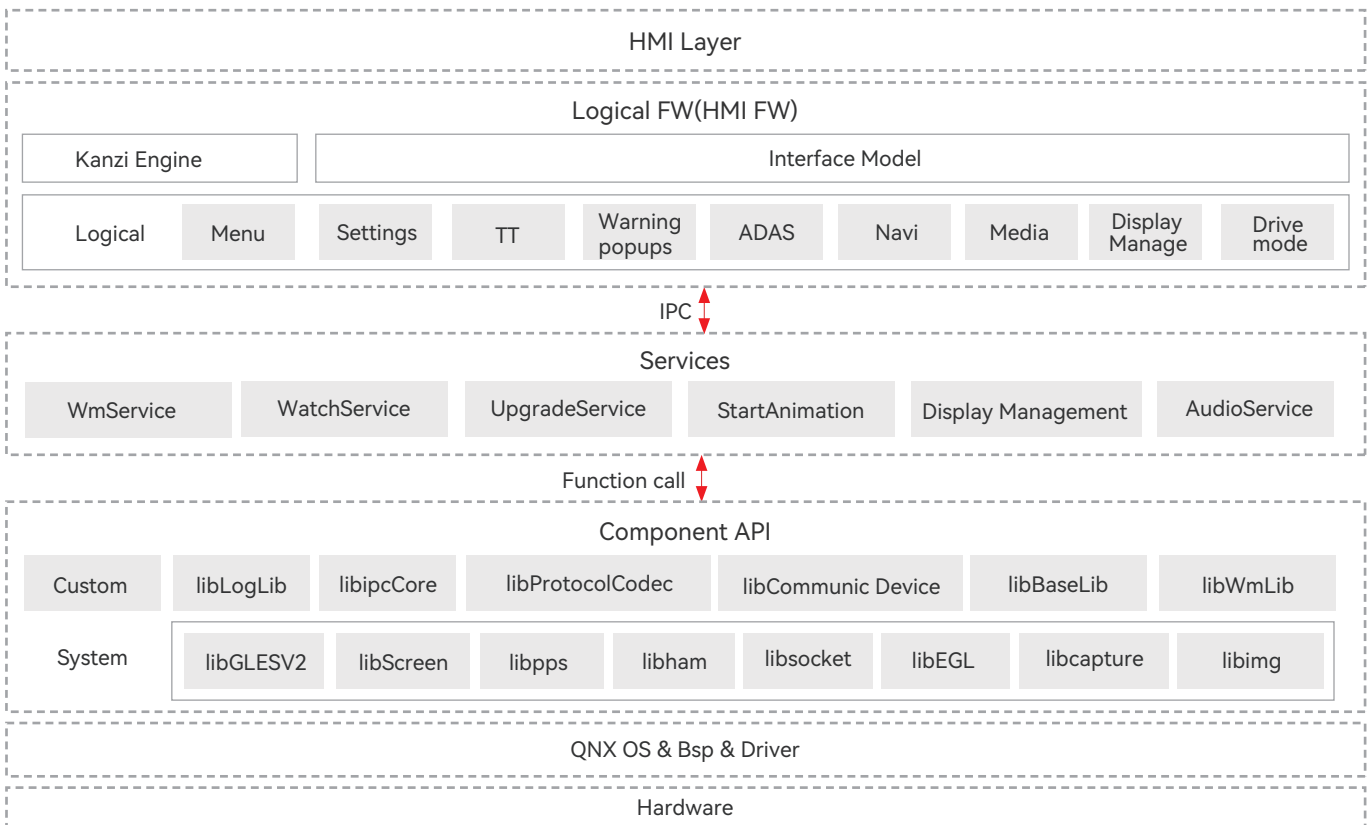 HMI Layer
Logical FW(HMI FW)
Kanzi Engine
Interface Model
Logical
Menu
Settings
TT
Warning
popups
ADAS
Navi
Media
Display
Manage
Drive
mode
IPC
Services
WmService
WatchService
UpgradeService
StartAnimation
Display Management
AudioService
Function call
Component API
Custom
libLogLib
libipcCore
libProtocolCodec
libCommunic Device
libBaseLib
libWmLib
System
libGLESV2
libScreen
libpps
libham
libsocket
libEGL
libcapture
libimg
QNX OS & Bsp & Driver
Hardware